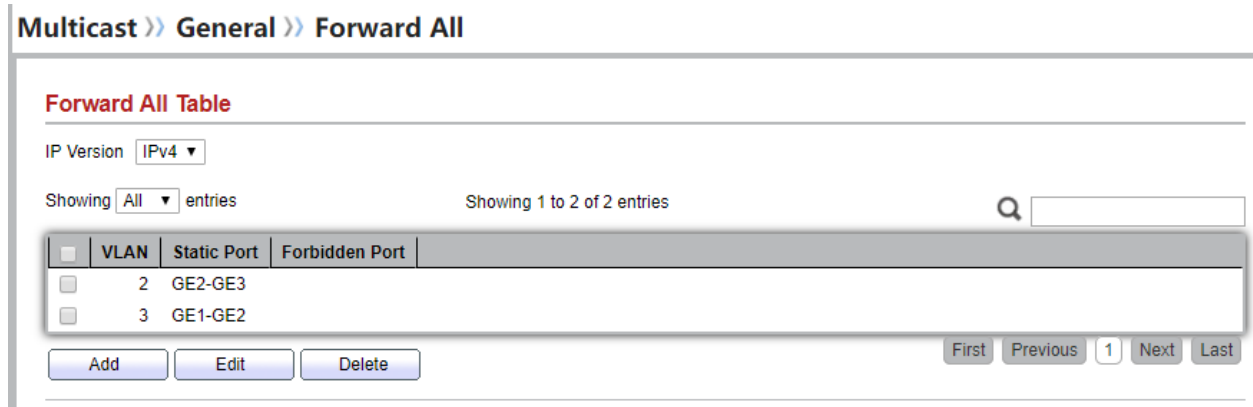 Multicast » General » Forward All
Forward All Table
IP Version IPv4 ▼
Showing All ▼ entries Showing 1 to 2 of 2 entries
VLAN Static Port Forbidden Port
2 GE2-GE3
3 GE1-GE2
Add Edit Delete First Previous 1 Next Last